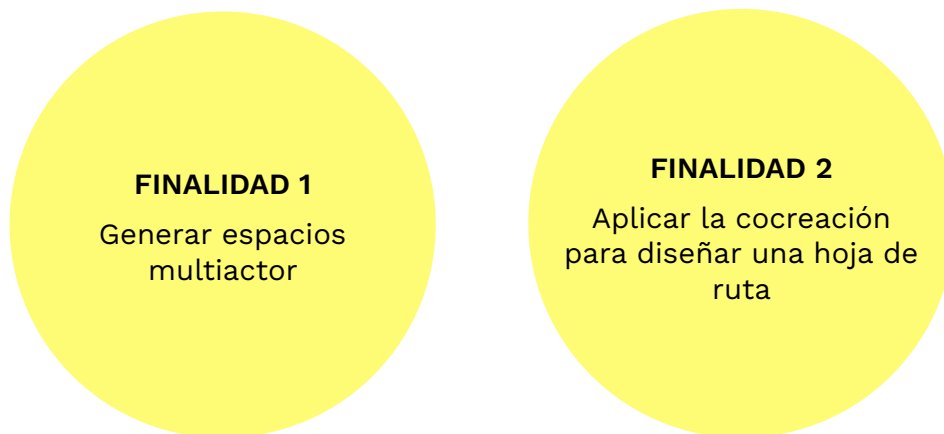 FINALIDAD 1
Generar espacios
multiactor
FINALIDAD 2
Aplicar la cocreación
para diseñar una hoja de
ruta